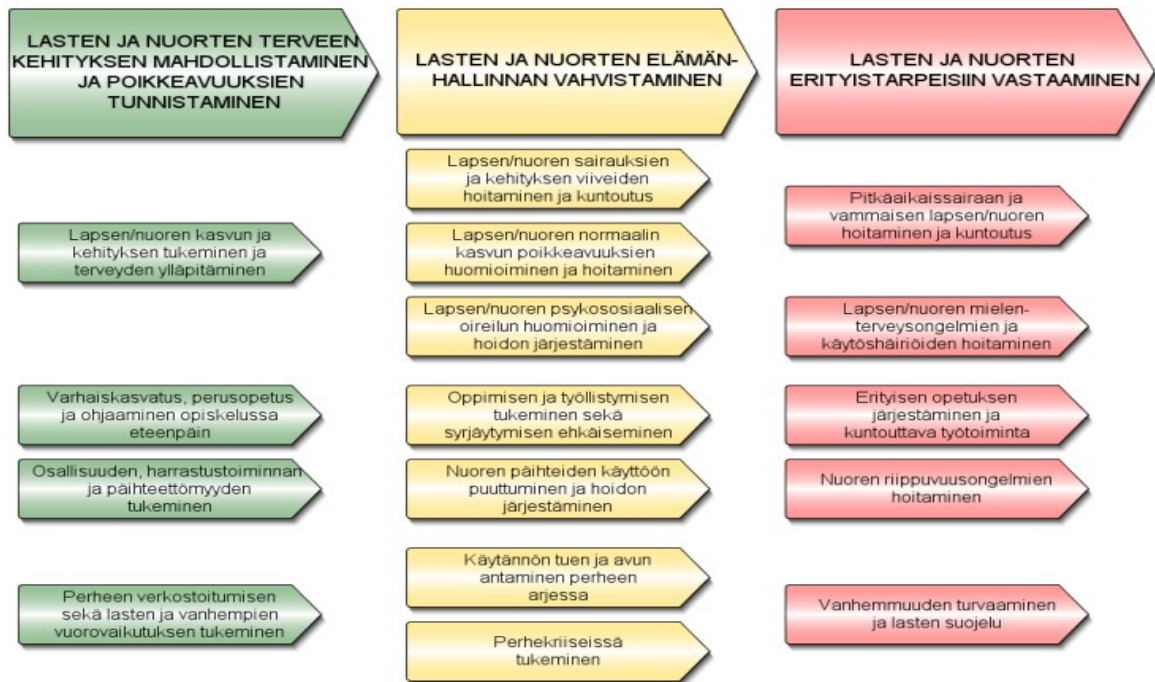 LASTEN JA NUORTEN TERVEEN
KEHITYKSEN MAHDOLLISTAMINEN
JA POIKKEAVUUKSIEN
TUNNISTAMINEN
Lapsen/nuoren kasvun ja
kehityksen tukeminen ja
terveyden ylläpitäminen
Varhaiskasvatus, perusopetus
ja ohjaaminen opiskelussa
eteenpäin
Osallisuuden, harrastustoiminnan
ja päihteettömyyden
tukeminen
Perheen verkostoitumisen
sekä lasten ja vanhempien
vuorovaikutuksen tukeminen
LASTEN JA NUORTEN ELÄMÄN-
HALLINNAN VAHVISTAMINEN
Lapsen/nuoren sairauksien
ja kehityksen viiveiden
hoitaminen ja kuntoutus
Lapsen/nuoren normaalin
kasvun poikkeavuuksien
huomioiminen ja hoitaminen
Lapsen/nuoren psykososiaalisen
oireilun huomioiminen ja
hoidon järjestäminen
Oppimisen ja työllistymisen
tukeminen sekä
syrjäytymisen ehkäiseminen
Nuoren päihteiden käyttöön
puuttuminen ja hoidon
järjestäminen
Käytännön tuen ja avun
antaminen perheen
arjessa
Perhekriiseissä
tukeminen
LASTEN JA NUORTEN
ERITYISTARPEISIIN VASTAAMINEN
Pitkäaikaissairaan ja
vammaisen lapsen/nuoren
hoitaminen ja kuntoutus
Lapsen/nuoren mielen-
terveysongelmien ja
käytöshäiriöiden hoitaminen
Erityisen opetuksen
järjestäminen ja
kuntouttava työtoiminta
Nuoren riippuvuusongelmien
hoitaminen
Vanhemmuuden turvaaminen
ja lasten suojelu